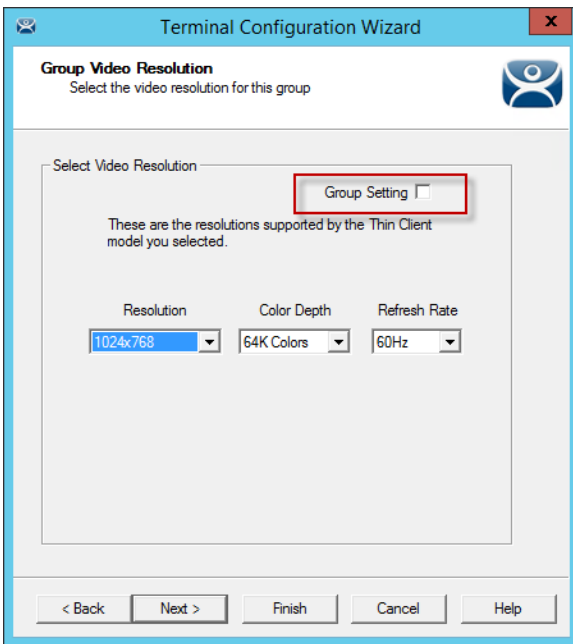 Terminal Configuration Wizard
x
Group Video Resolution
Select the video resolution for this group
Select Video Resolution
Group Setting
These are the resolutions supported by the Thin Client
model you selected.
Resolution Color Depth Refresh Rate
1024x768 64K Colors 60Hz
< Back Next > Finish Cancel Help